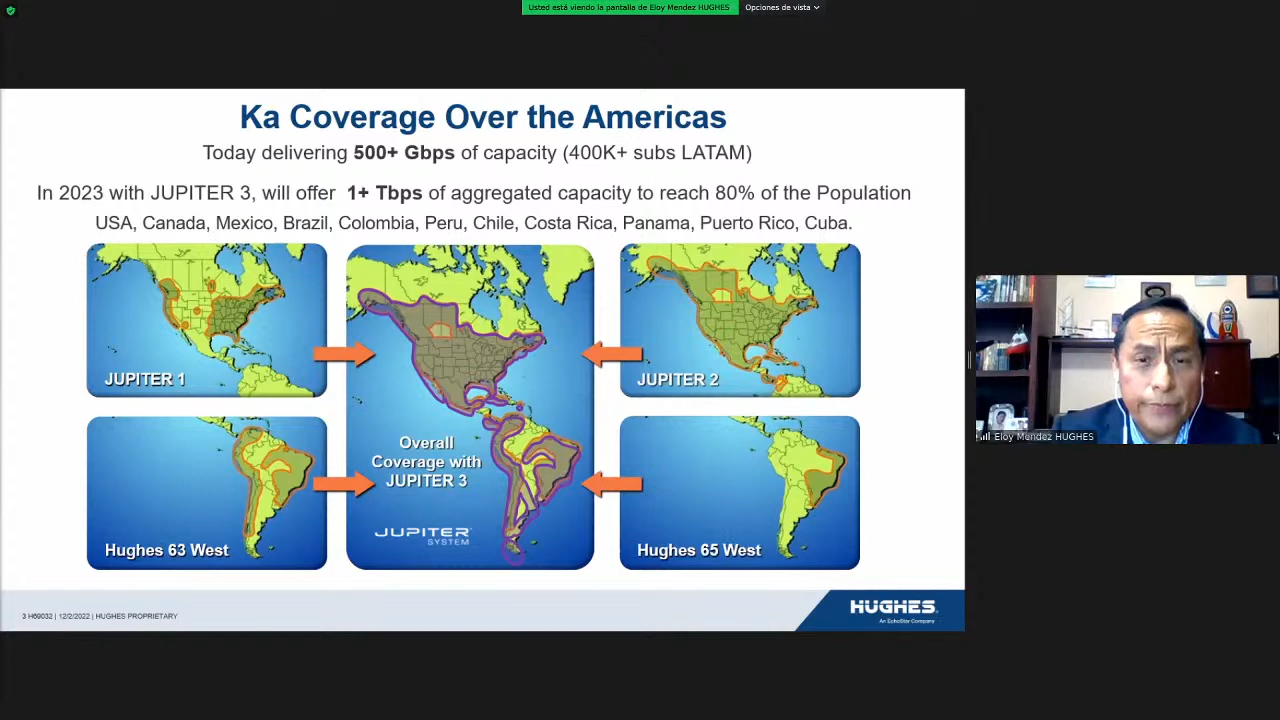 Usted está viendo la pantalla de Eloy Mendez HUGHES
Opciones de vista
Ka Coverage Over the Americas
Today delivering 500+ Gbps of capacity (400K+ subs LATAM)
In 2023 with JUPITER 3, will offer 1+ Tbps of aggregated capacity to reach 80% of the Population
USA, Canada, Mexico, Brazil, Colombia, Peru, Chile, Costa Rica, Panama, Puerto Rico, Cuba.
JUPITER 1
JUPITER 2
Overall
Coverage with
JUPITER 3
JUPITER
SYSTEM
Hughes 63 West
Hughes 65 West
Eloy Mendez HUGHES
3 H69032 | 12/2/2022 | HUGHES PROPRIETARY
HUGHES
An EchoStar Company